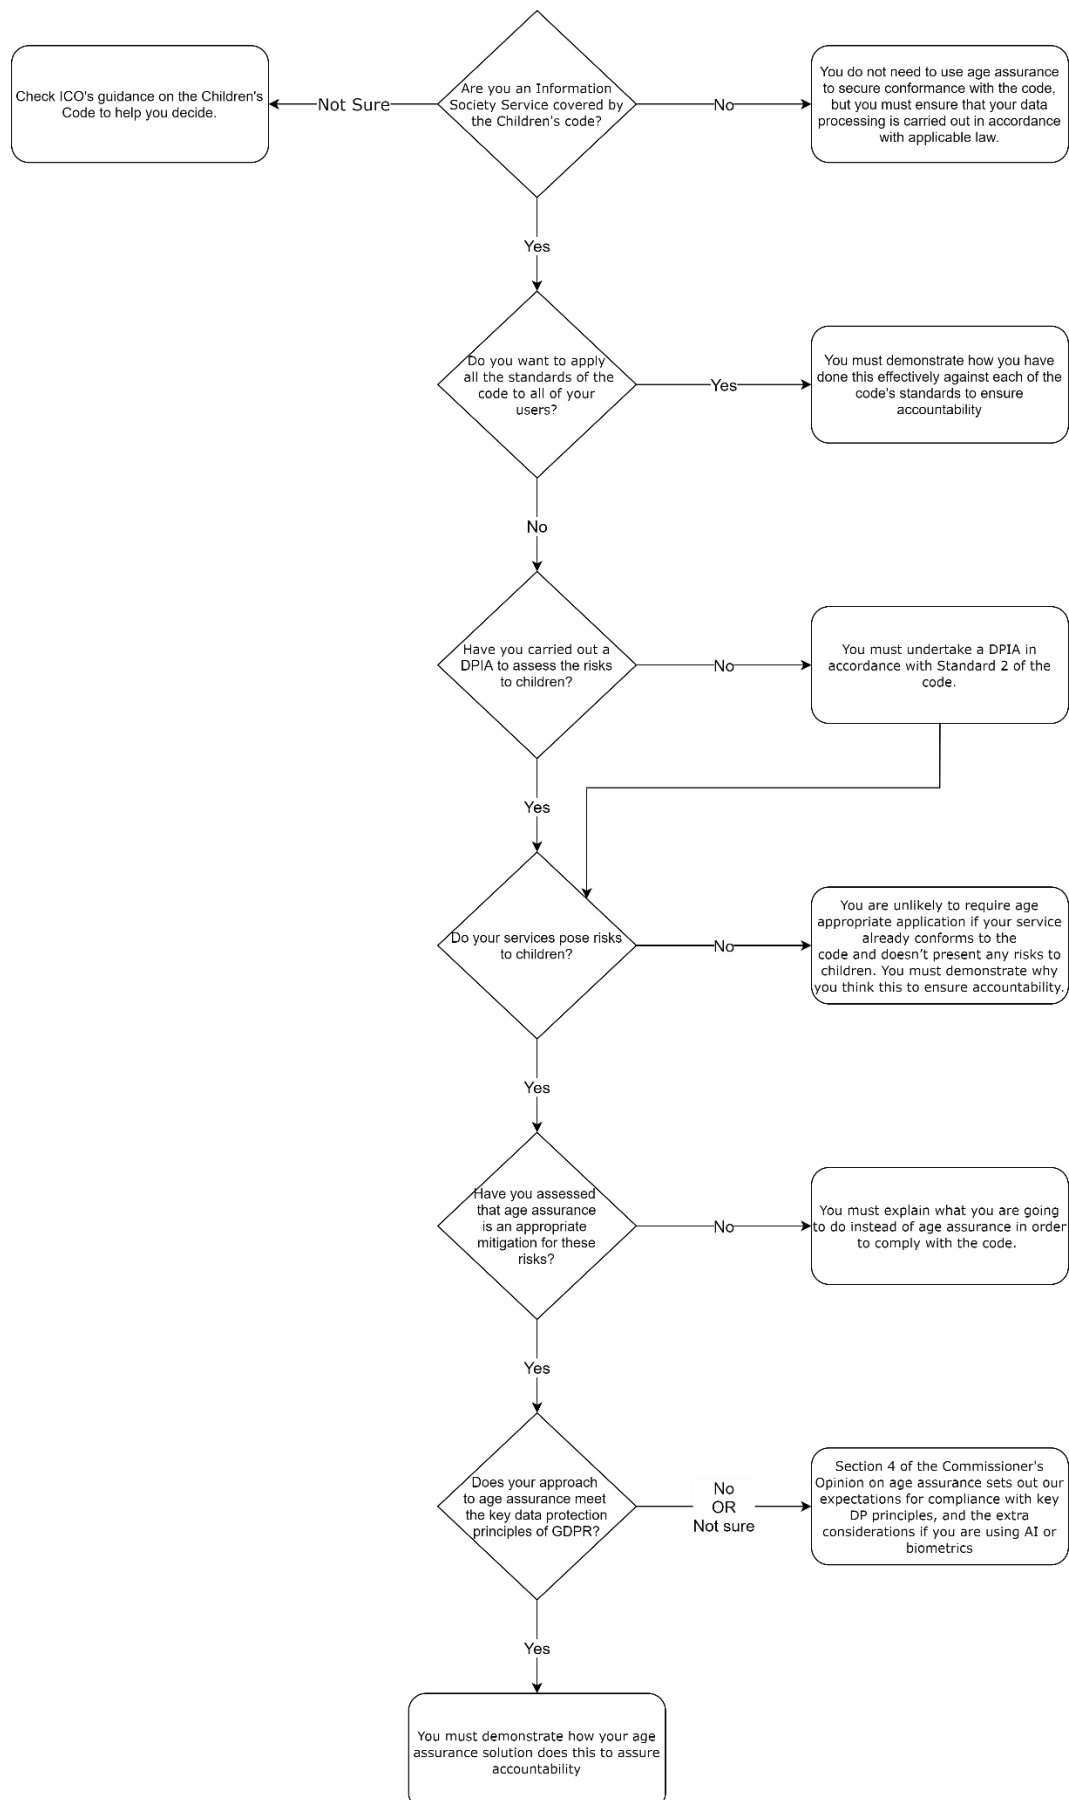 Are you an Information
Society Service covered by
the Children's code?
Not Sure
Check ICO's guidance on the Children's
Code to help you decide.
No
You do not need to use age assurance
to secure conformance with the code,
but you must ensure that your data
processing is carried out in accordance
with applicable law.
Yes
Do you want to apply
all the standards of the
code to all of your
users?
Yes
You must demonstrate how you have
done this effectively against each of the
code's standards to ensure
accountability
No
Have you carried out a
DPIA to assess the risks
to children?
No
You must undertake a DPIA in
accordance with Standard 2 of the
code.
Yes
Do your services pose risks
to children?
No
You are unlikely to require age
appropriate application if your service
already conforms to the
code and doesn’t present any risks to
children. You must demonstrate why
you think this to ensure accountability.
Yes
Have you assessed
that age assurance
is an appropriate
mitigation for these
risks?
No
You must explain what you are going
to do instead of age assurance in order
to comply with the code.
Yes
Does your approach
to age assurance meet
the key data protection
principles of GDPR?
No
OR
Not sure
Section 4 of the Commissioner's
Opinion on age assurance sets out our
expectations for compliance with key
DP principles, and the extra
considerations if you are using AI or
biometrics
Yes
You must demonstrate how your age
assurance solution does this to assure
accountability